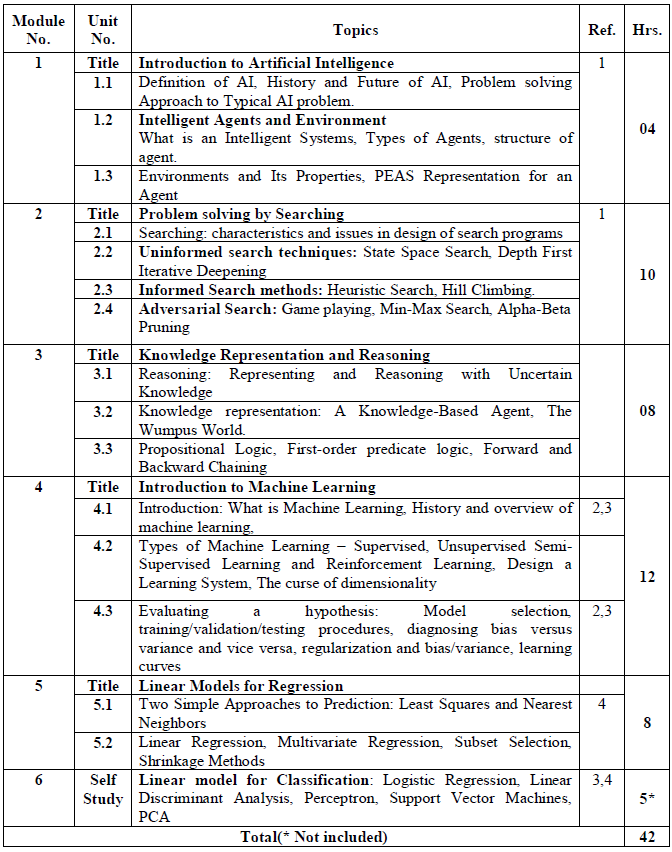 Module No. Unit No. Topics Ref. Hrs.
1 Title Introduction to Artificial Intelligence 1 04
1.1 Definition of AI, History and Future of AI, Problem solving
Approach to Typical AI problem.
1.2 Intelligent Agents and Environment
What is an Intelligent Systems, Types of Agents, structure of
agent.
1.3 Environments and Its Properties, PEAS Representation for an
Agent
2 Title Problem solving by Searching 1 10
2.1 Searching: characteristics and issues in design of search programs
2.2 Uninformed search techniques: State Space Search, Depth First
Iterative Deepening
2.3 Informed Search methods: Heuristic Search, Hill Climbing.
2.4 Adversarial Search: Game playing, Min-Max Search, Alpha-Beta
Pruning
3 Title Knowledge Representation and Reasoning 08
3.1 Reasoning: Representing and Reasoning with Uncertain
Knowledge
3.2 Knowledge representation: A Knowledge-Based Agent, The
Wumpus World.
3.3 Propositional Logic, First-order predicate logic, Forward and
Backward Chaining
4 Title Introduction to Machine Learning 12
4.1 Introduction: What is Machine Learning, History and overview of 2,3
machine learning,
4.2 Types of Machine Learning – Supervised, Unsupervised Semi-
Supervised Learning and Reinforcement Learning, Design a
Learning System, The curse of dimensionality
4.3 Evaluating a hypothesis: Model selection, 2,3
training/validation/testing procedures, diagnosing bias versus
variance and vice versa, regularization and bias/variance, learning
curves
5 Title Linear Models for Regression 8
5.1 Two Simple Approaches to Prediction: Least Squares and Nearest 4
Neighbors
5.2 Linear Regression, Multivariate Regression, Subset Selection,
Shrinkage Methods
6 Self Linear model for Classification: Logistic Regression, Linear 3,4
Study Discriminant Analysis, Perceptron, Support Vector Machines, 5*
PCA
Total(* Not included) 42